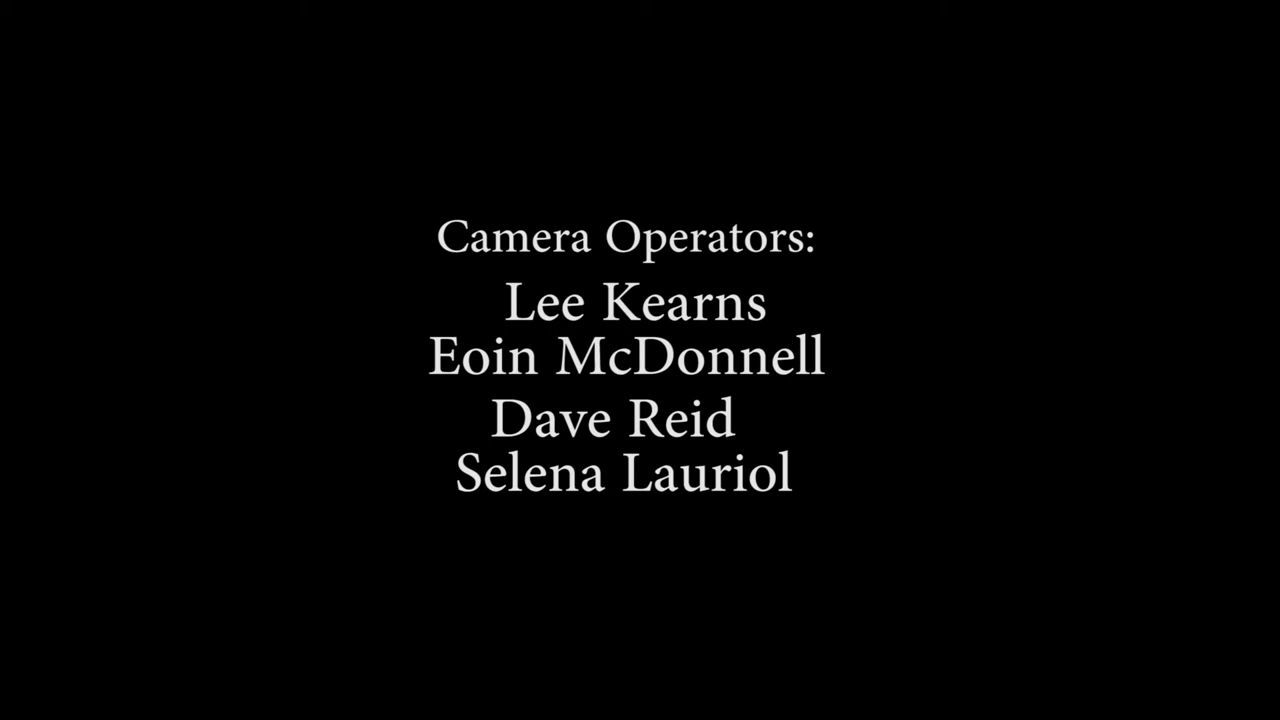 Camera Operators:
Lee Kearns
Eoin McDonnell
Dave Reid
Selena Lauriol